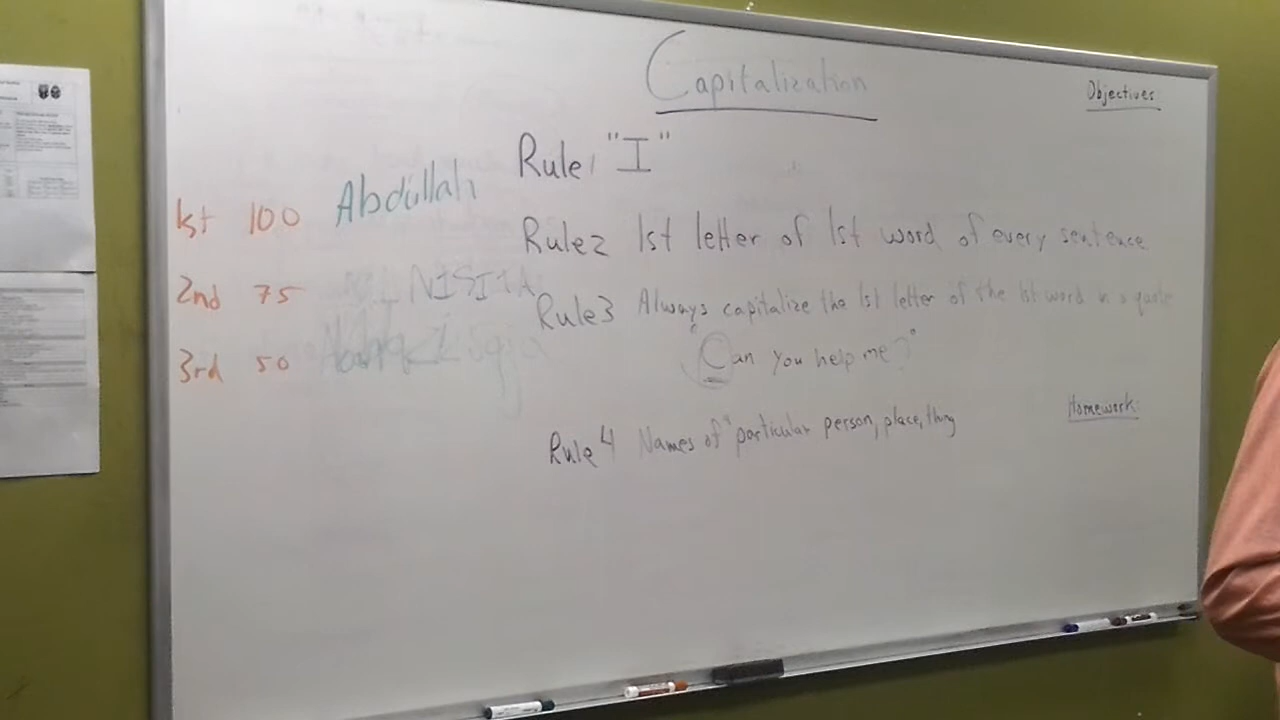 Capitalization
Objectives
Rule 1 "I"
1st 100 Abdullah
Rule 2 1st letter of 1st word of every sentence
2nd 75 NISITA
Rule 3 Always capitalize the 1st letter of the 1st word in a quote
"Can you help me?"
3rd 50
Homework:
Rule 4 Names of particular person, place, thing